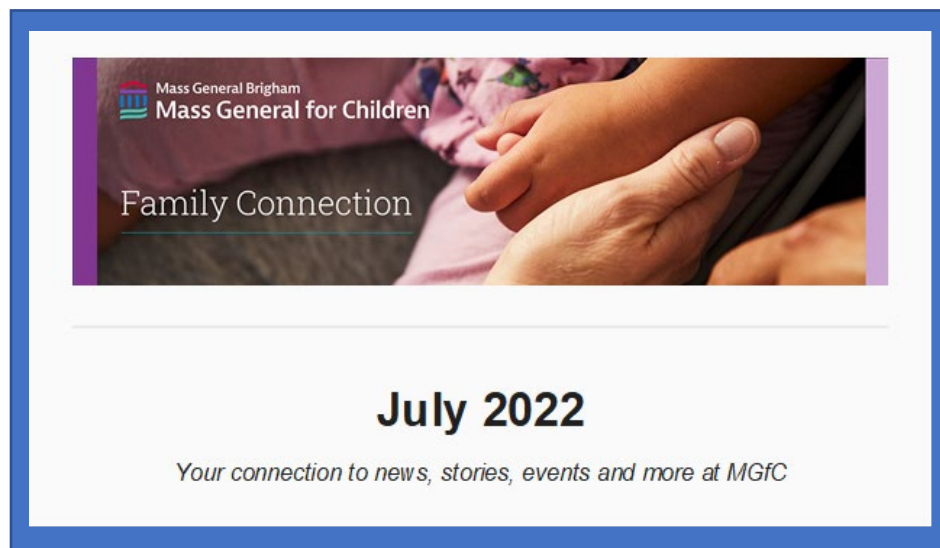 Mass General Brigham
Mass General for Children
Family Connection
July 2022
Your connection to news, stories, events and more at MGfC